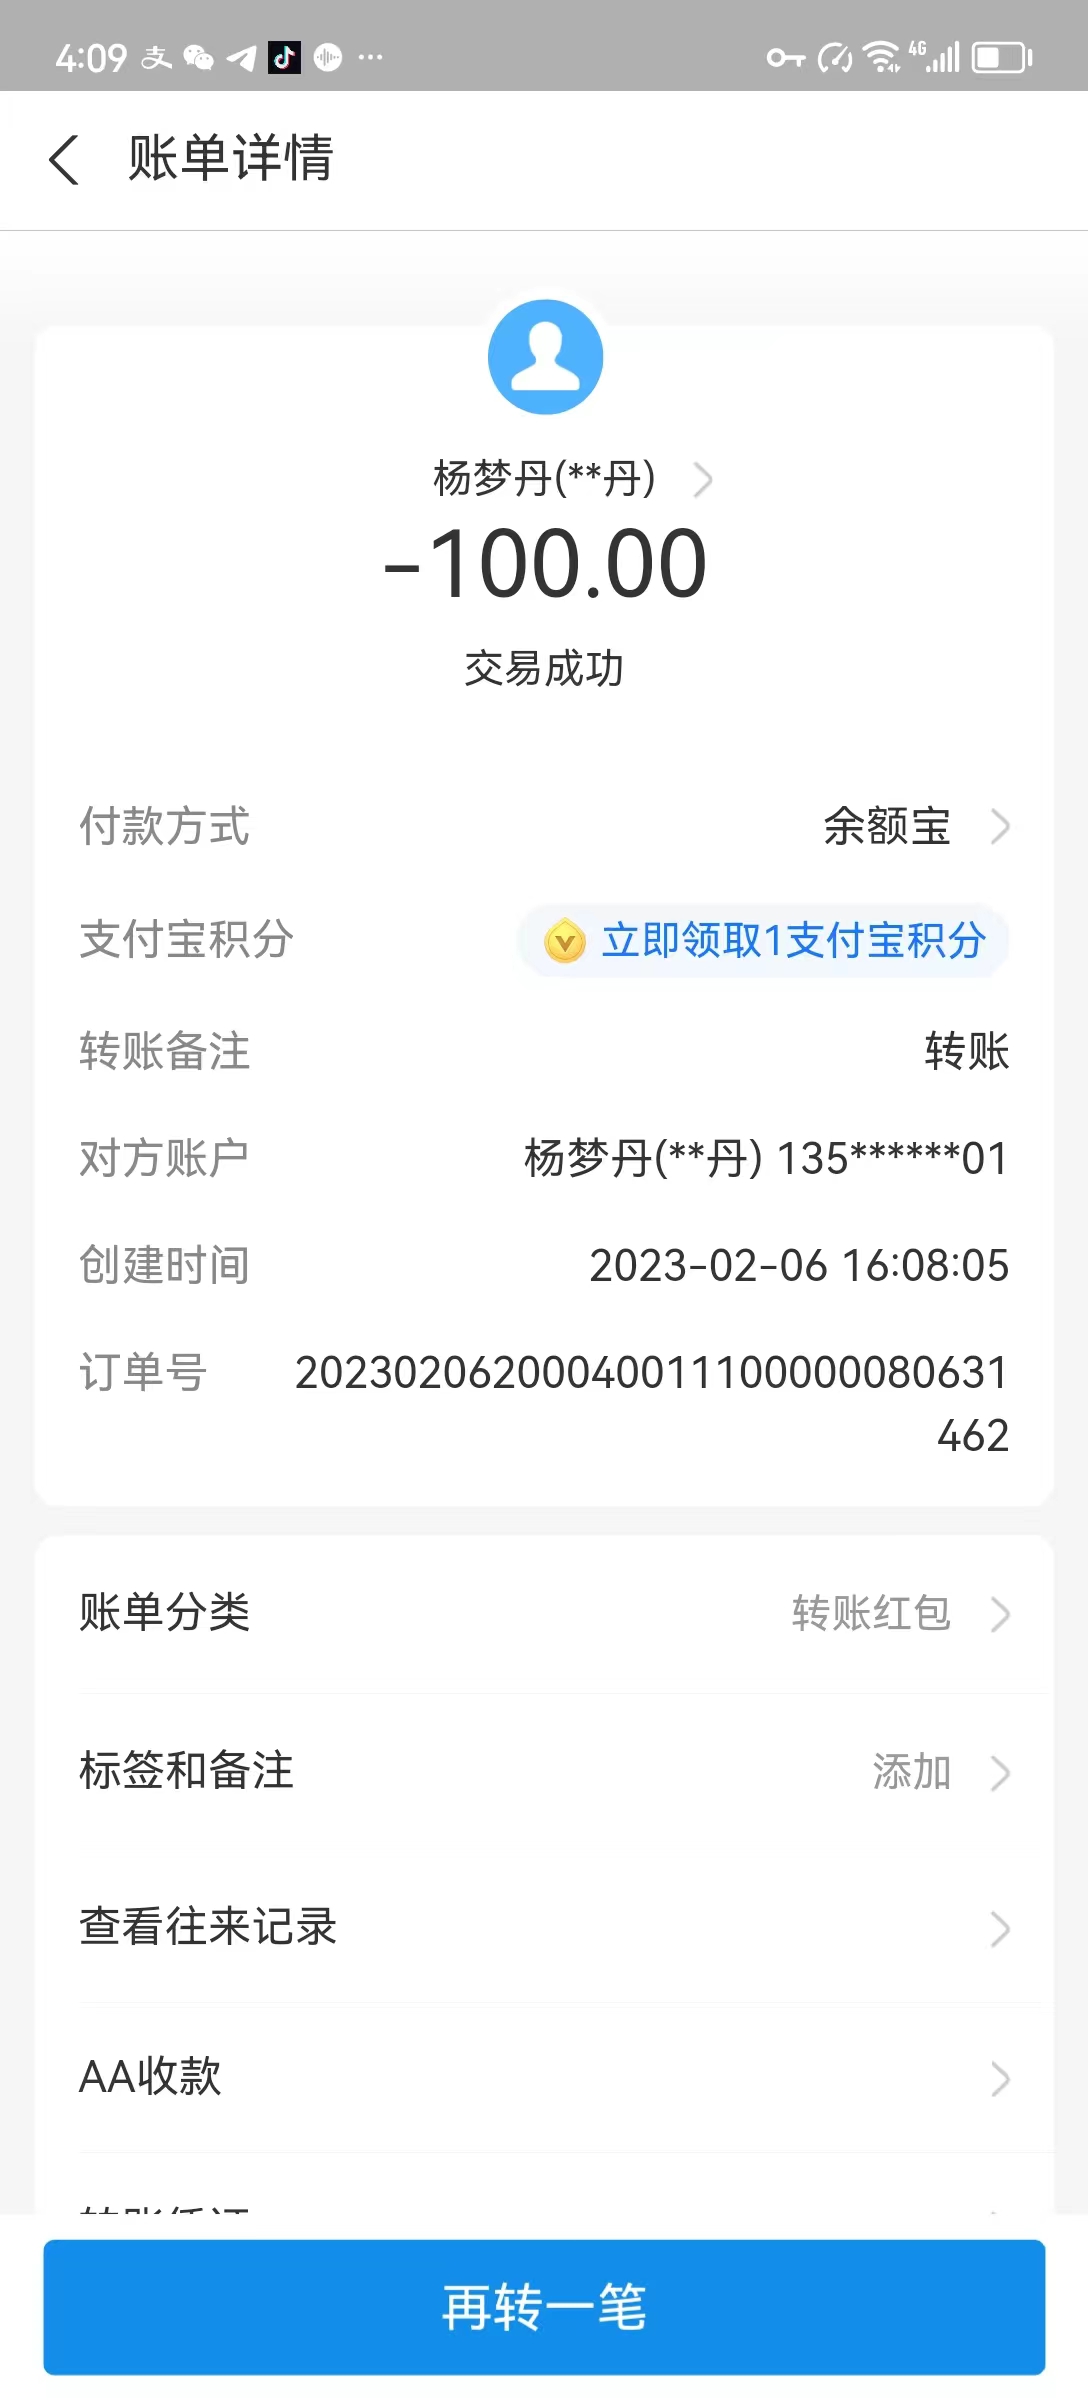 4:09 支 4G
账单详情
杨梦丹(**丹)
-100.00
交易成功
付款方式 余额宝
支付宝积分 立即领取1支付宝积分
转账备注 转账
对方账户 杨梦丹(**丹) 135******01
创建时间 2023-02-06 16:08:05
订单号 2023020620004001110000008063​1
462
账单分类 转账红包
标签和备注 添加
查看往来记录
AA收款
再转一笔